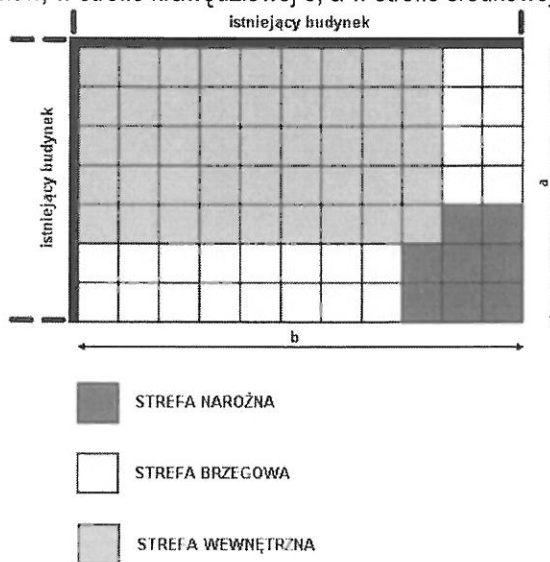 istniejący budynek
istniejący budynek
a
b
STREFA NAROŻNA
STREFA BRZEGOWA
STREFA WEWNĘTRZNA